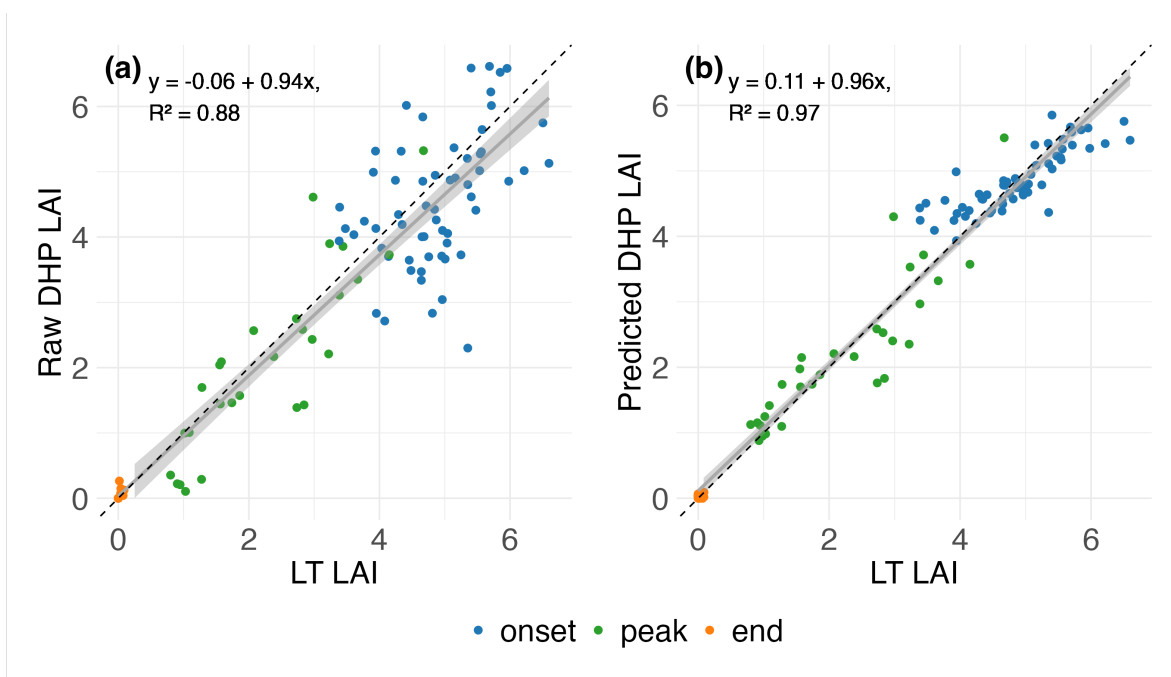 (a)
y = -0.06 + 0.94x,
R² = 0.88
6
4
2
0
0 2 4 6
Raw DHP LAI
LT LAI
(b)
y = 0.11 + 0.96x,
R² = 0.97
6
4
2
0
0 2 4 6
Predicted DHP LAI
LT LAI
onset peak end